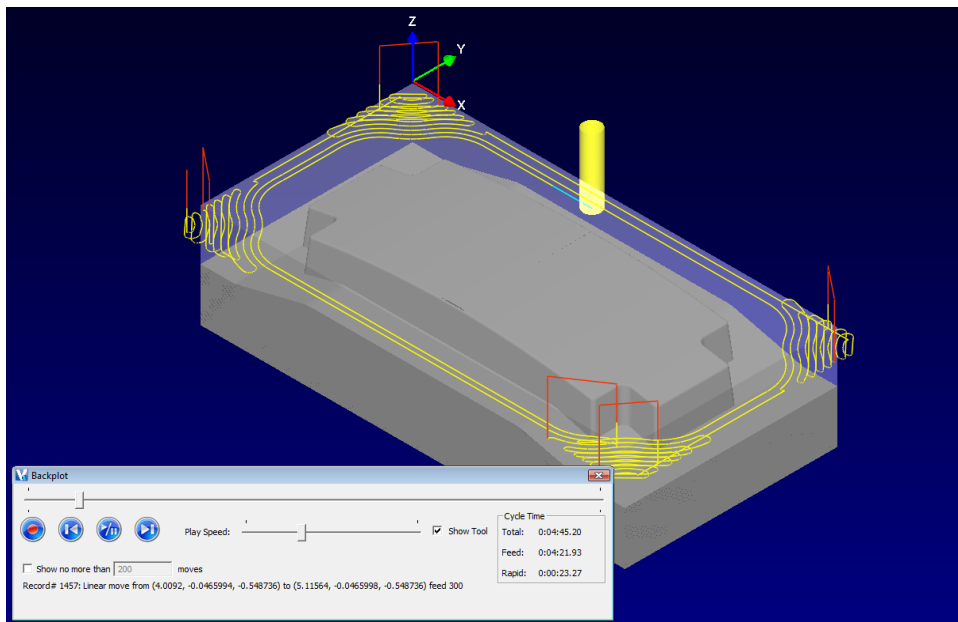 Z
Y
X
Backplot
Play Speed:
Show Tool
Cycle Time
Total: 0:04:45.20
Feed: 0:04:21.93
Rapid: 0:00:23.27
Show no more than 200 moves
Record# 1457: Linear move from (4.0092, -0.0465994, -0.548736) to (5.11564, -0.0465998, -0.548736) feed 300